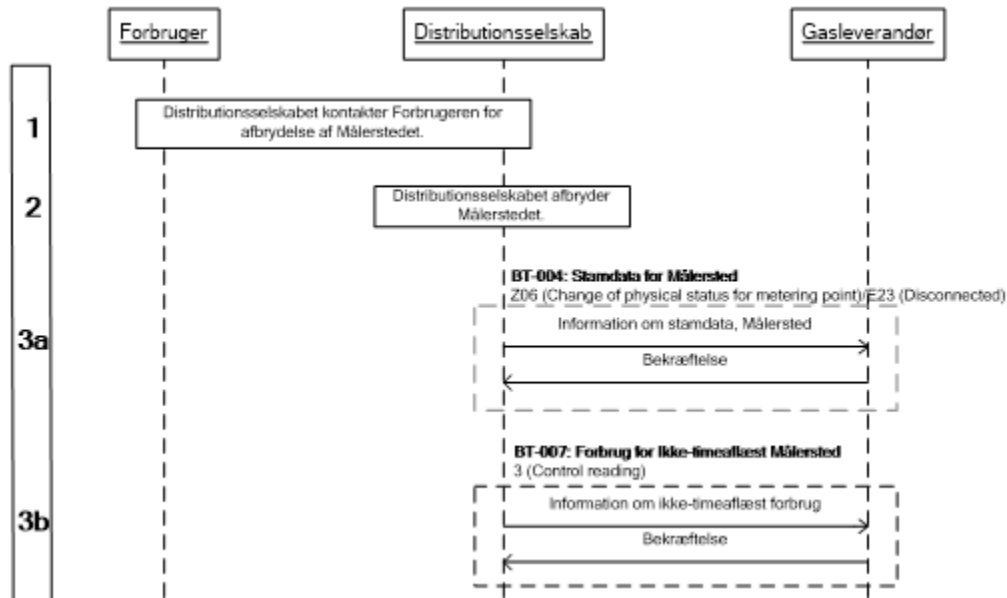 Forbruger
Distributionsselskab
Gasleverandør
1
Distributionsselskabet kontakter Forbrugeren for
afbrydelse af Målerstedet.
2
Distributionsselskabet afbryder
Målerstedet.
BT-004: Stamdata for Målersted
Z06 (Change of physical status for metering point)/E23 (Disconnected)
3a
Information om stamdata, Målersted
Bekræftelse
BT-007: Forbrug for Ikke-timeaflæst Målersted
3 (Control reading)
3b
Information om ikke-timeaflæst forbrug
Bekræftelse